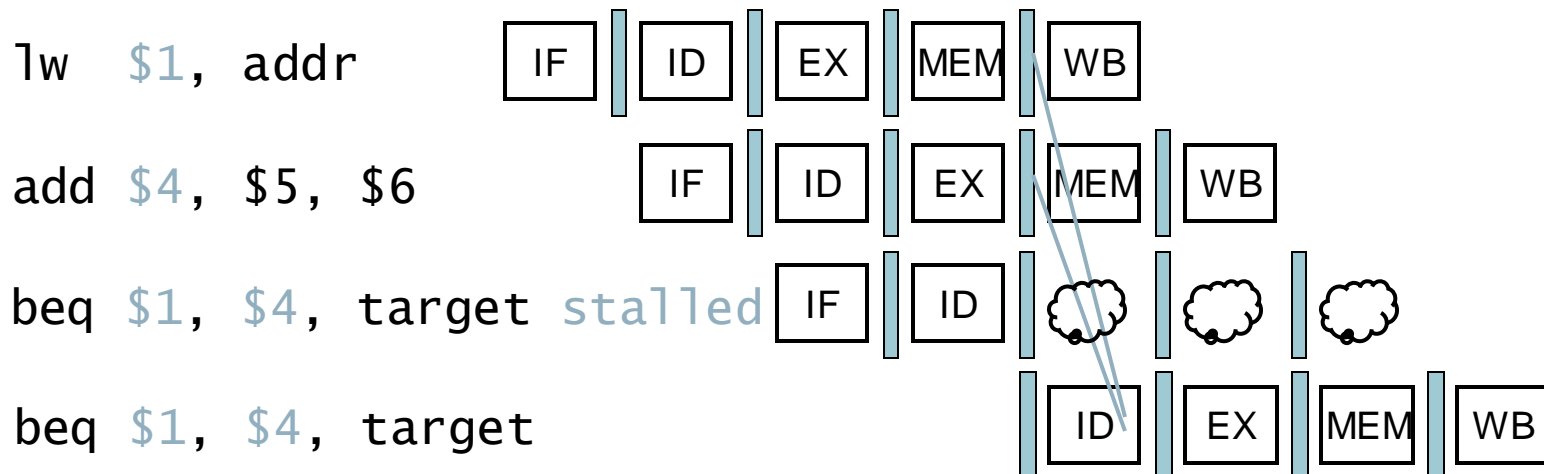 lw $1, addr IF ID EX MEM WB
add $4, $5, $6 IF ID EX MEM WB
beq $1, $4, target stalled IF ID
beq $1, $4, target ID EX MEM WB